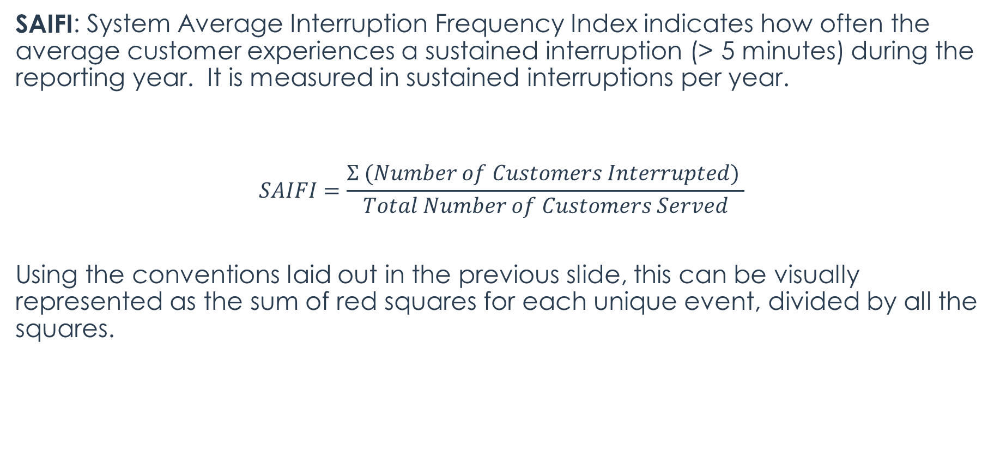 SAIFI: System Average Interruption Frequency Index indicates how often the
average customer experiences a sustained interruption (> 5 minutes) during the
reporting year.  It is measured in sustained interruptions per year.
SAIFI = Σ (Number of Customers Interrupted)
Total Number of Customers Served
Using the conventions laid out in the previous slide, this can be visually
represented as the sum of red squares for each unique event, divided by all the
squares.